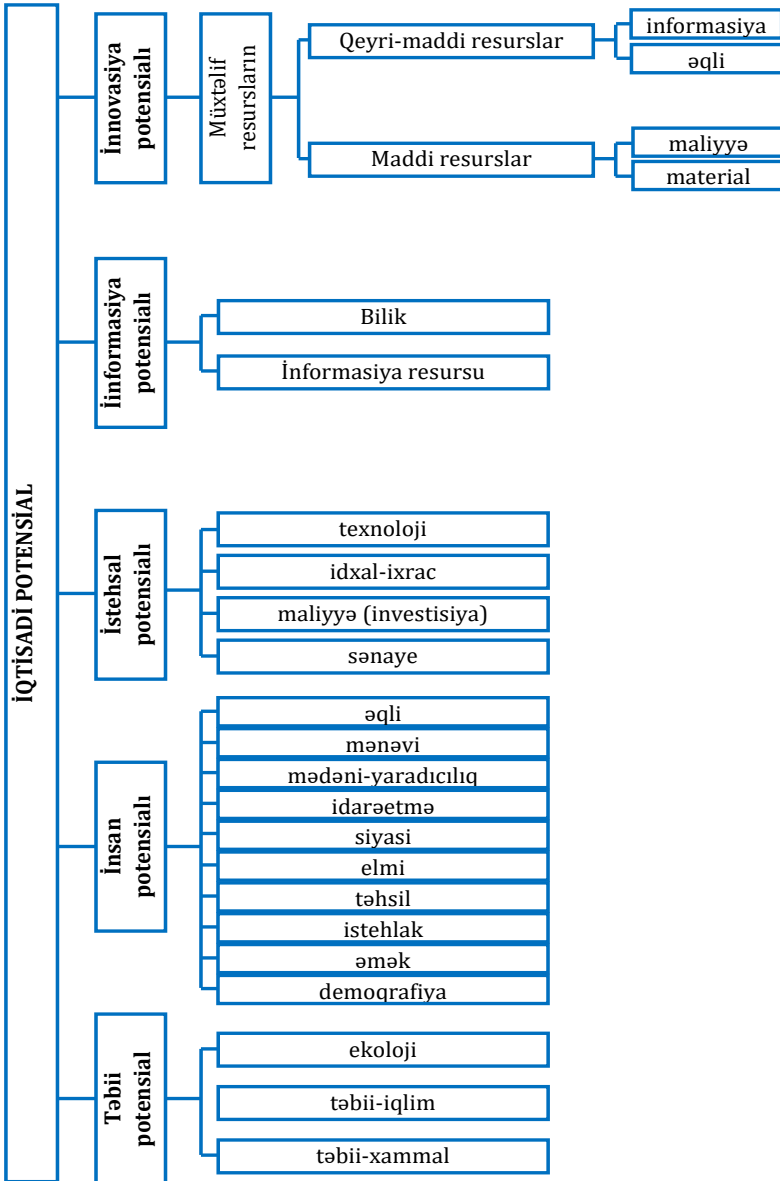 İQTİSADİ POTENSİAL
İnnovasiya
potensialı
Müxtəlif
resursların
Qeyri-maddi resurslar
informasiya
əqli
Maddi resurslar
maliyyə
material
İinformasiya
potensialı
Bilik
İnformasiya resursu
İstehsal
potensialı
texnoloji
idxal-ixrac
maliyyə (investisiya)
sənaye
İnsan
potensialı
əqli
mənəvi
mədəni-yaradıcılıq
idarəetmə
siyasi
elmi
təhsil
istehlak
əmək
demoqrafiya
Təbii
potensial
ekoloji
təbii-iqlim
təbii-xammal